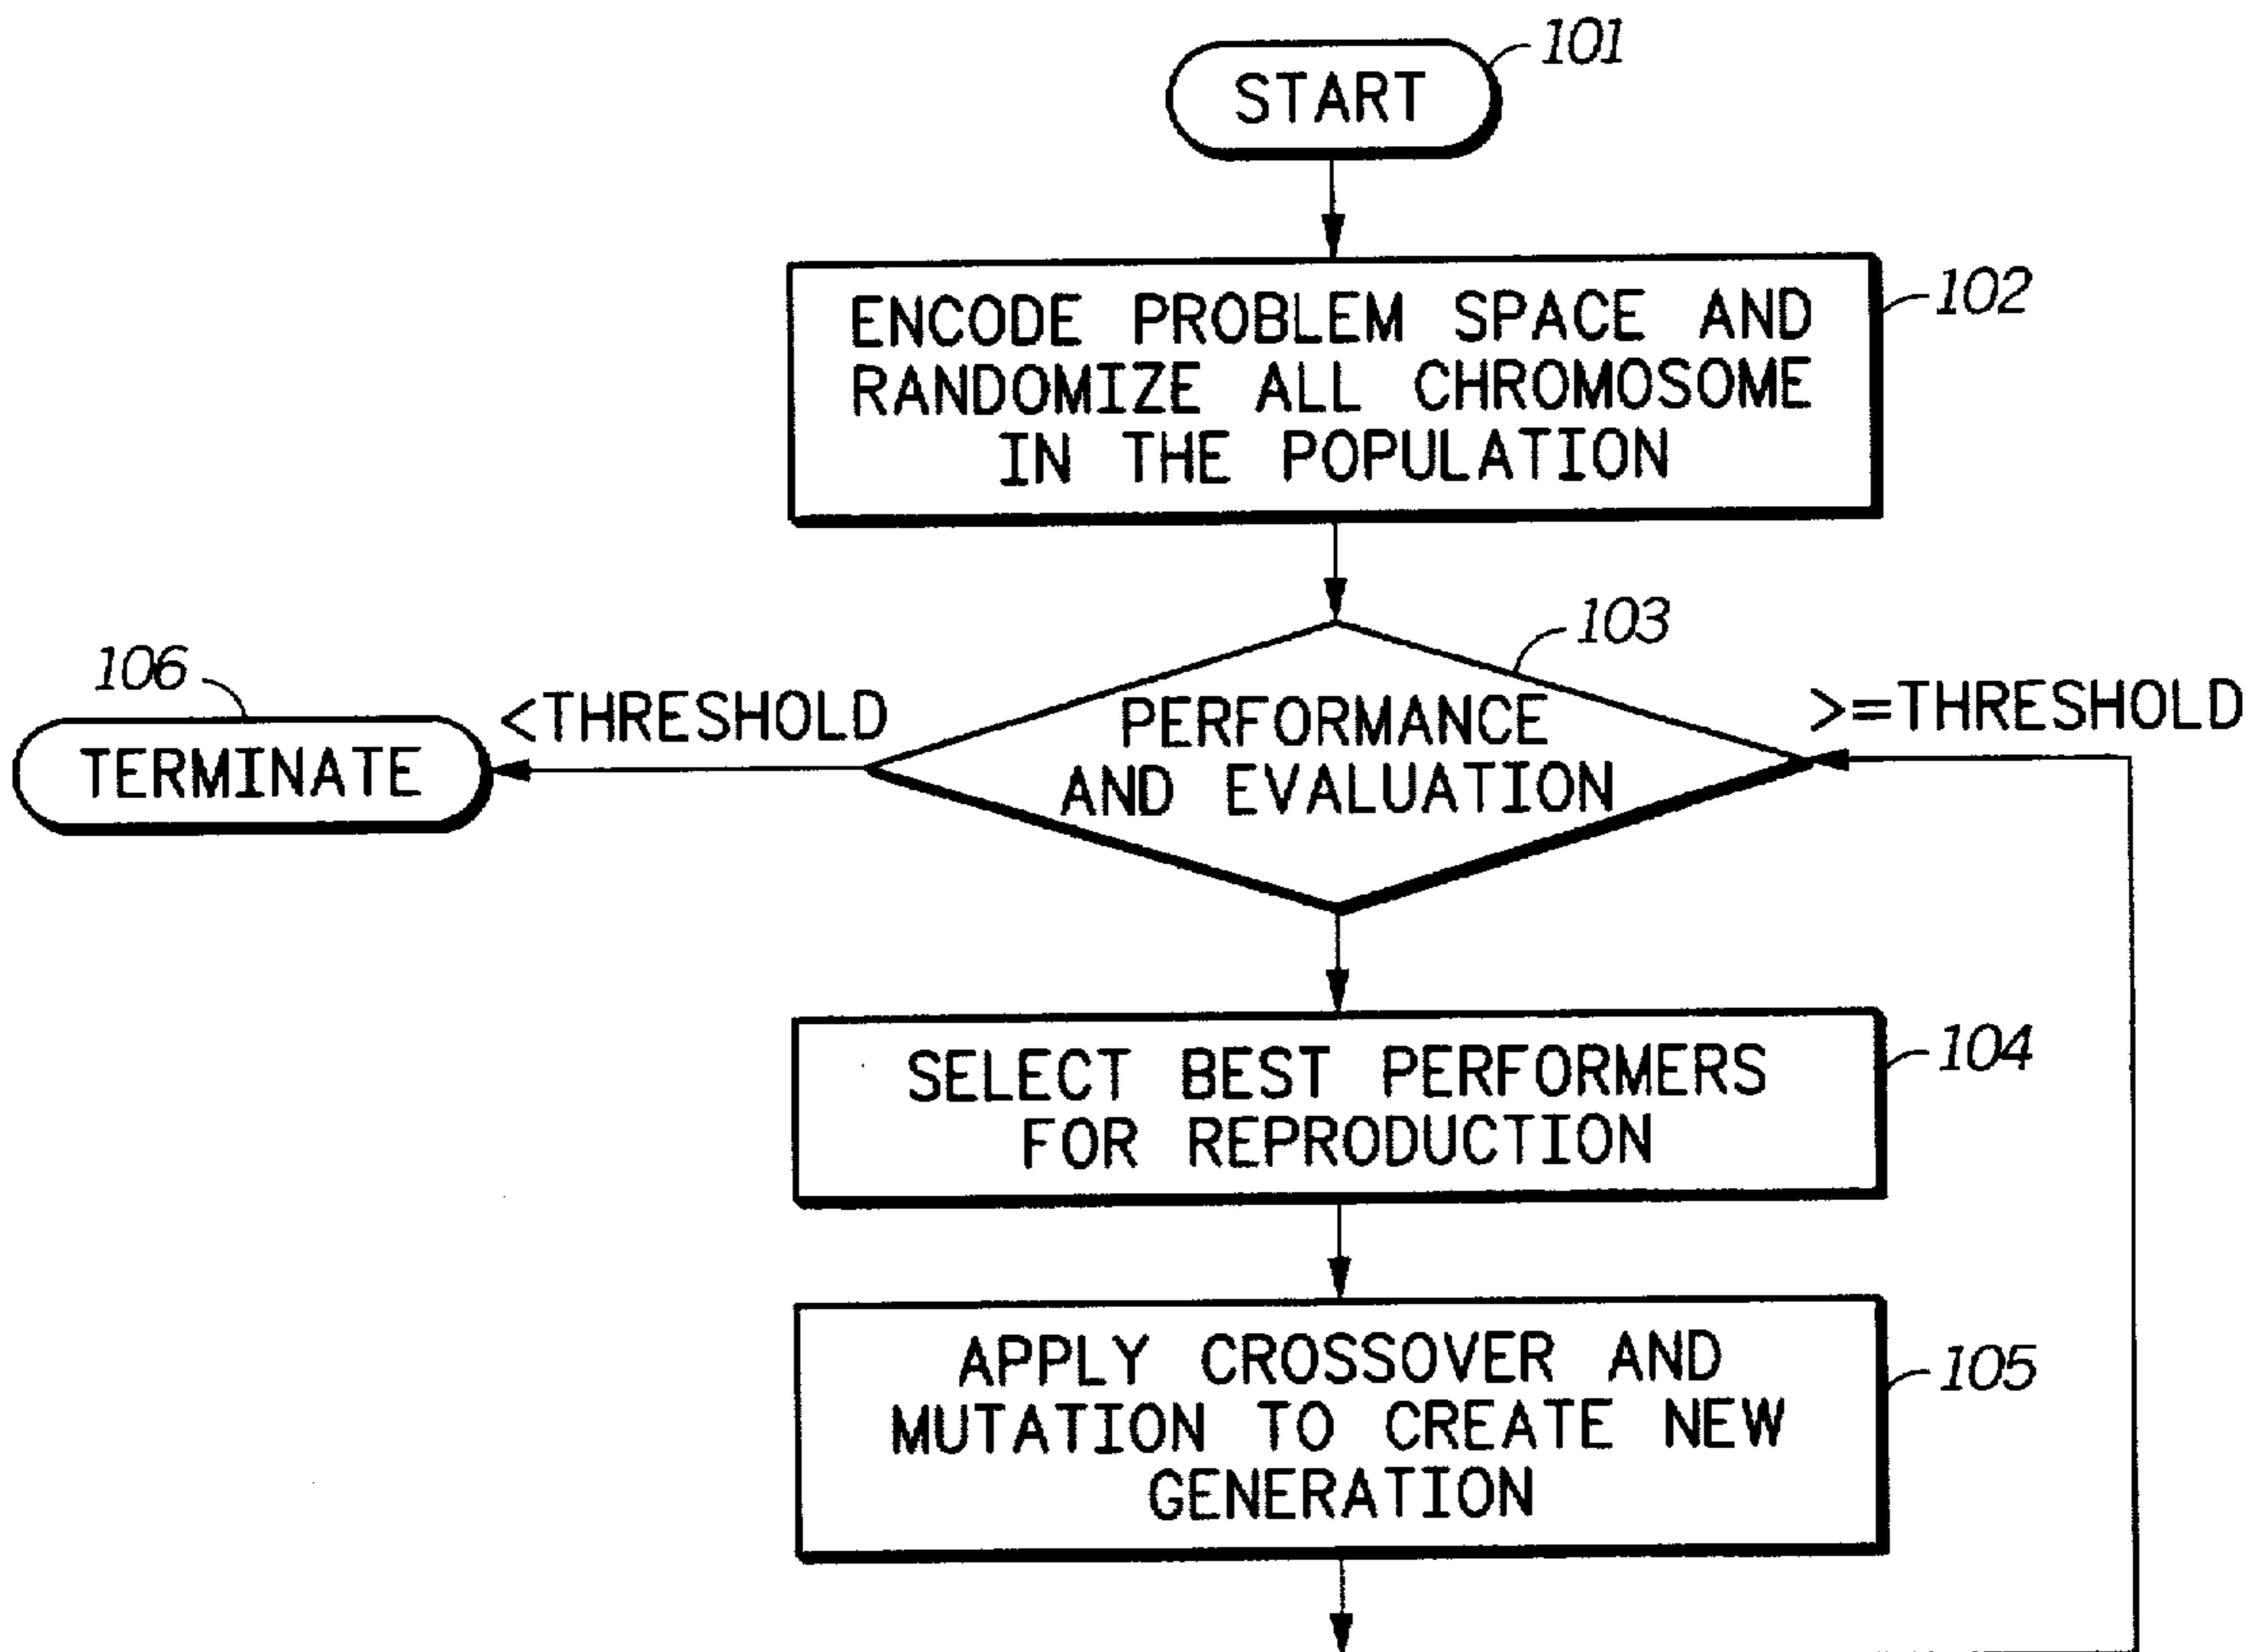 START
101
ENCODE PROBLEM SPACE AND
RANDOMIZE ALL CHROMOSOME
IN THE POPULATION
102
103
106
<THRESHOLD
PERFORMANCE
AND EVALUATION
>=THRESHOLD
TERMINATE
SELECT BEST PERFORMERS
FOR REPRODUCTION
104
APPLY CROSSOVER AND
MUTATION TO CREATE NEW
GENERATION
105